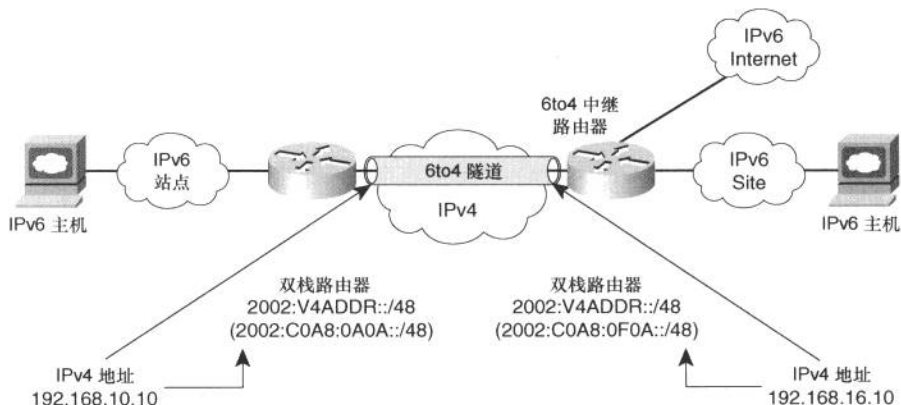 IPv6
Internet
6to4 中继
路由器
IPv6
站点
6to4 隧道
IPv4
IPv6
Site
IPv6 主机
IPv6 主机
双栈路由器
2002:V4ADDR::/48
(2002:C0A8:0A0A::/48)
双栈路由器
2002:V4ADDR::/48
(2002:C0A8:0F0A::/48)
IPv4 地址
192.168.10.10
IPv4 地址
192.168.16.10